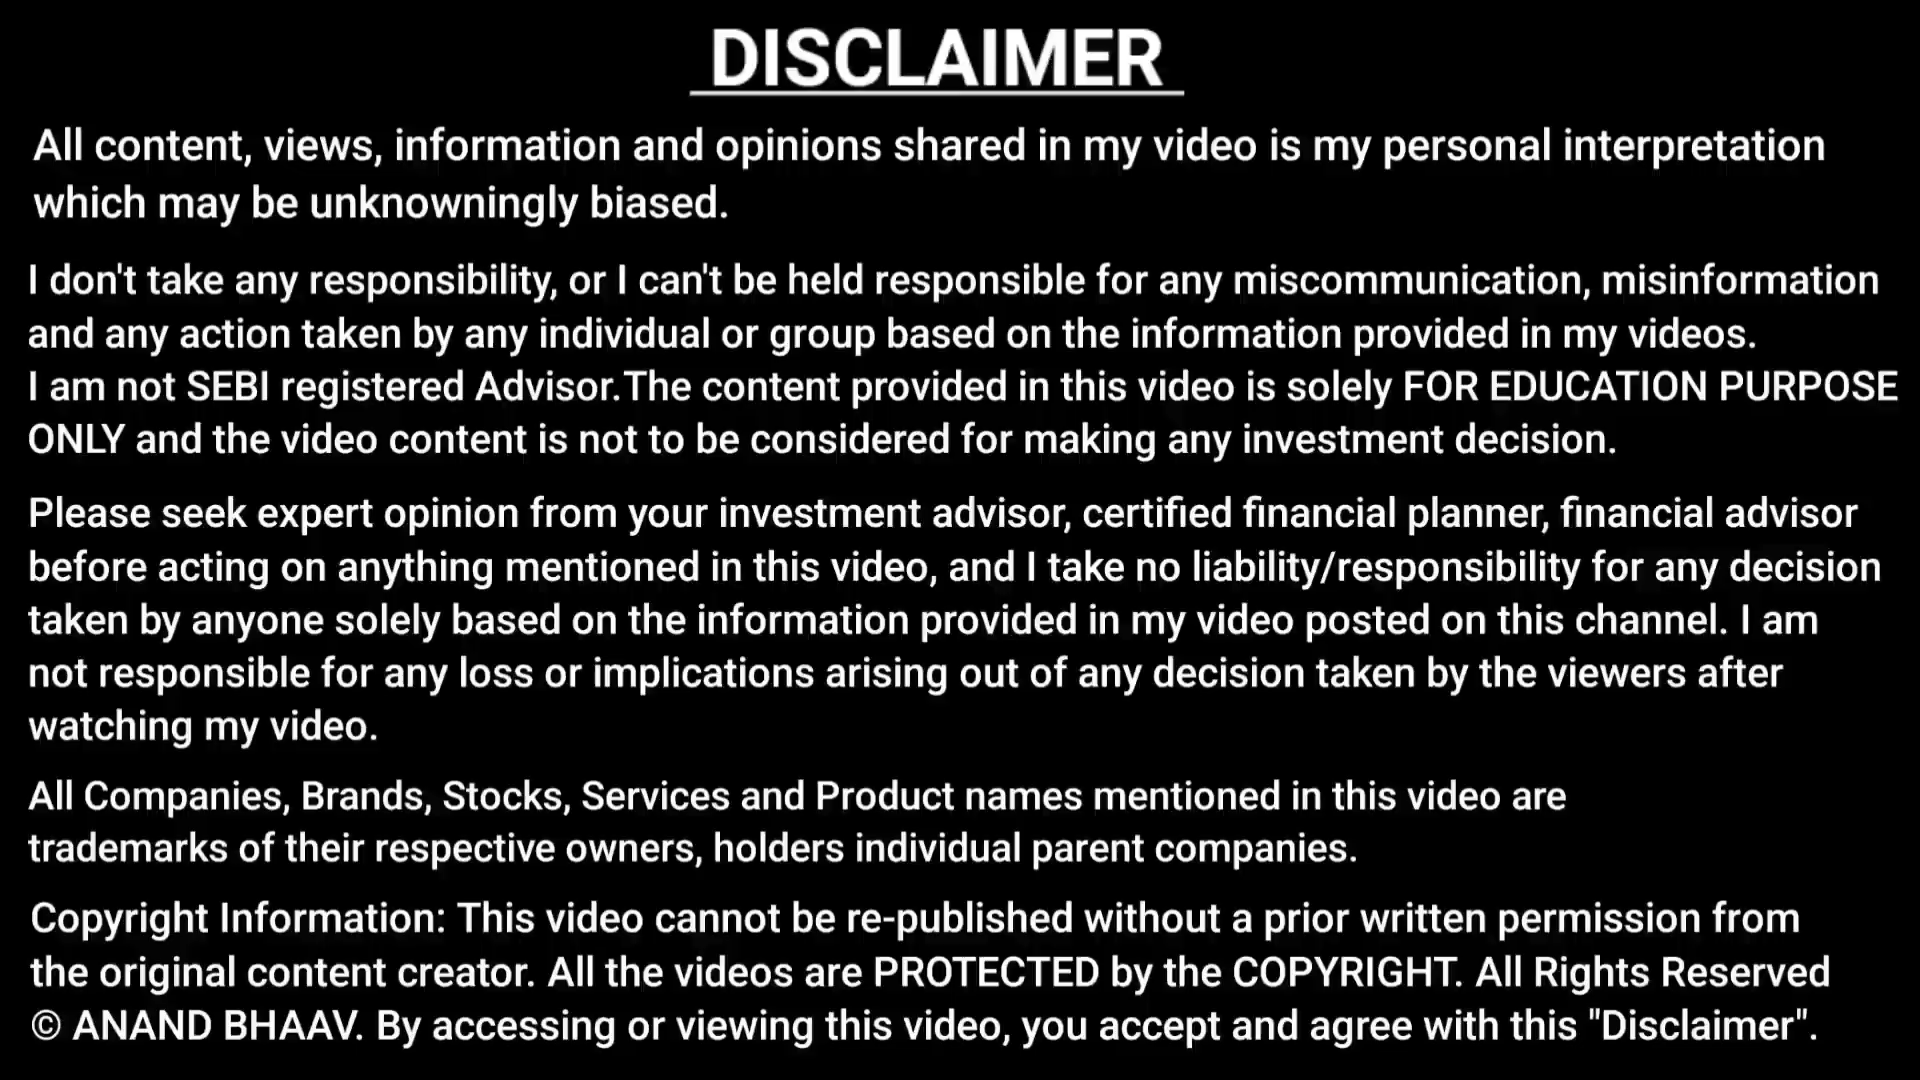 DISCLAIMER
All content, views, information and opinions shared in my video is my personal interpretation
which may be unknowningly biased.
I don't take any responsibility, or I can't be held responsible for any miscommunication, misinformation
and any action taken by any individual or group based on the information provided in my videos.
I am not SEBI registered Advisor.The content provided in this video is solely FOR EDUCATION PURPOSE
ONLY and the video content is not to be considered for making any investment decision.
Please seek expert opinion from your investment advisor, certified financial planner, financial advisor
before acting on anything mentioned in this video, and I take no liability/responsibility for any decision
taken by anyone solely based on the information provided in my video posted on this channel. I am
not responsible for any loss or implications arising out of any decision taken by the viewers after
watching my video.
All Companies, Brands, Stocks, Services and Product names mentioned in this video are
trademarks of their respective owners, holders individual parent companies.
Copyright Information: This video cannot be re-published without a prior written permission from
the original content creator. All the videos are PROTECTED by the COPYRIGHT. All Rights Reserved
© ANAND BHAAV. By accessing or viewing this video, you accept and agree with this "Disclaimer".